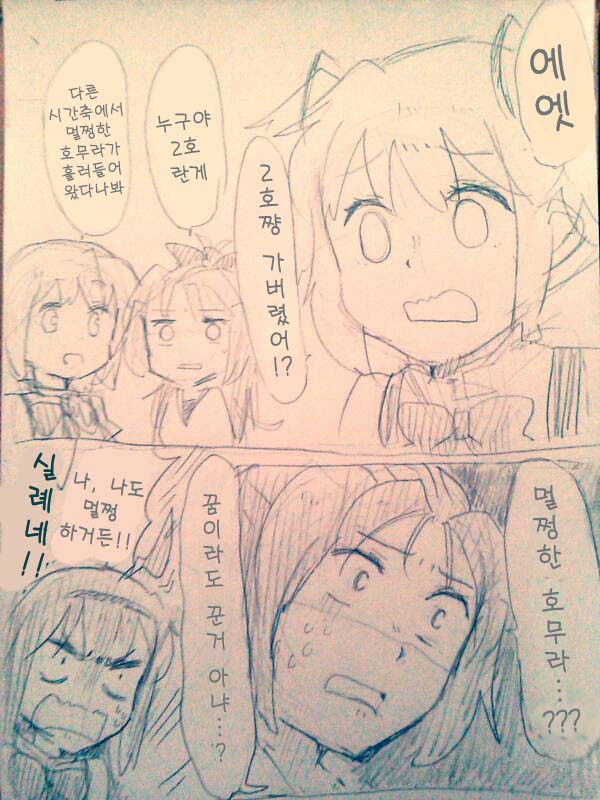 에엣
2호쨩 가버렸어!?
누구야
2호
란게
다른
시간축에서
멀쩡한
호무라가
흘러들어
왔다나봐
멀쩡한 호무라……???
꿈이라도 꾼거 아냐……?
나, 나도
멀쩡
하거든!!
실례네!!